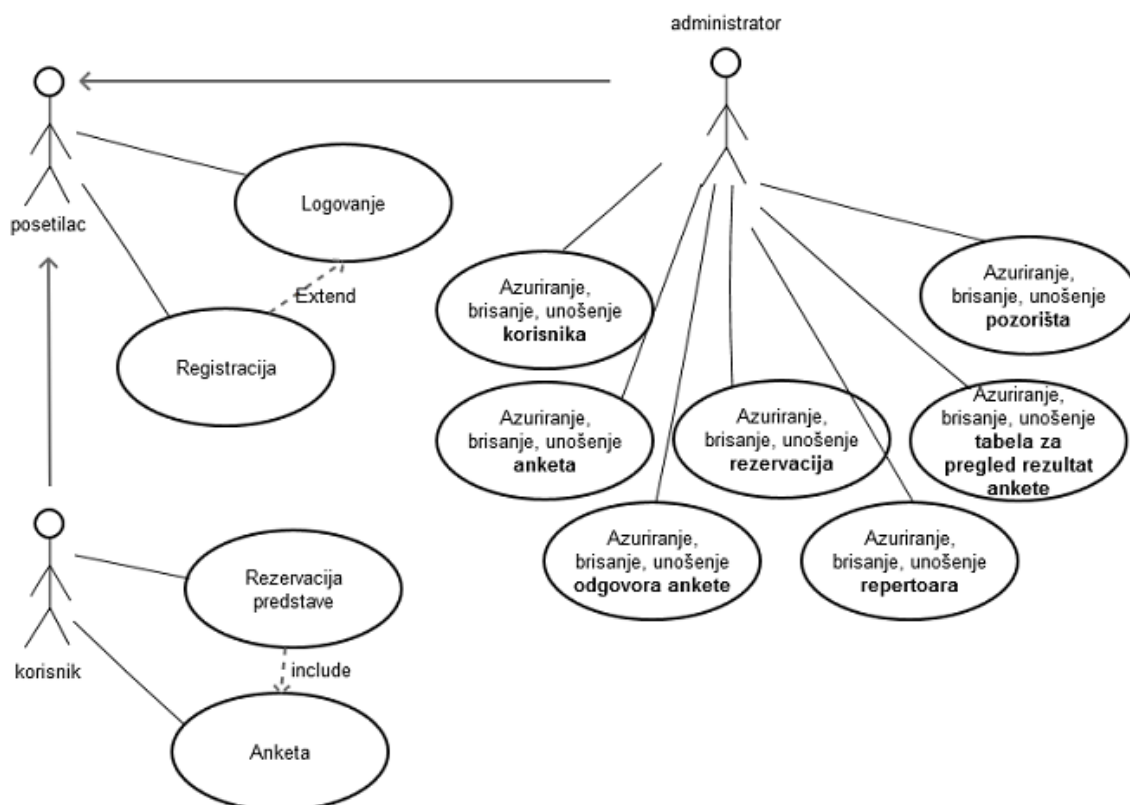 administrator
posetilac
Logovanje
Extend
Registracija
Azuriranje,
brisanje, unošenje
korisnika
Azuriranje,
brisanje, unošenje
pozorišta
Azuriranje,
brisanje, unošenje
anketa
Azuriranje,
brisanje, unošenje
rezervacija
Azuriranje,
brisanje, unošenje
tabela za
pregled rezultat
ankete
Azuriranje,
brisanje, unošenje
odgovora ankete
Azuriranje,
brisanje, unošenje
repertoara
korisnik
Rezervacija
predstave
include
Anketa